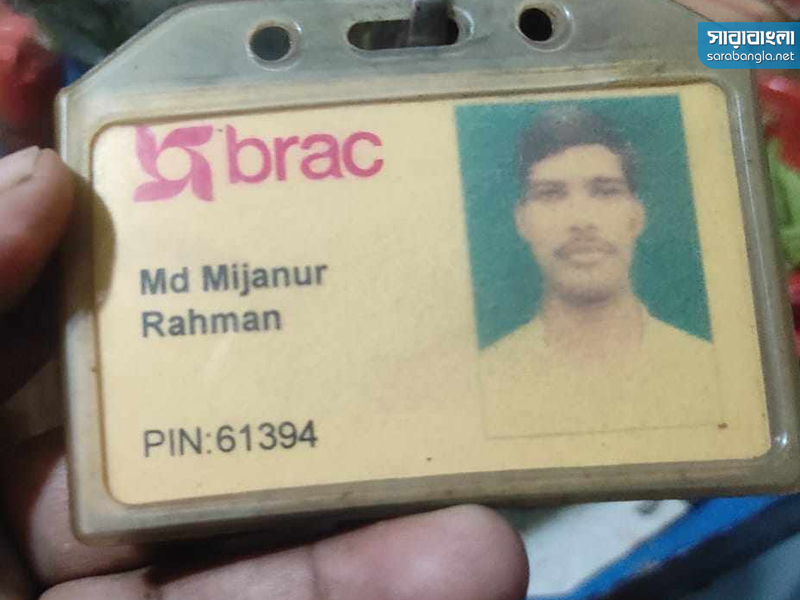 সারাবাংলা
sarabangla.net
brac
Md Mijanur
Rahman
PIN:61394